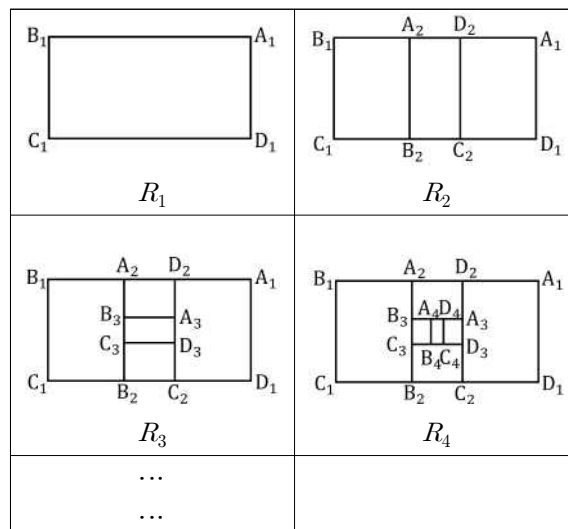 B₁ A₁
C₁ D₁
R₁
A₂ D₂
B₁ A₁
C₁ B₂ C₂ D₁
R₂
A₂ D₂
B₁ A₁
B₃ A₃
C₃ D₃
C₁ B₂ C₂ D₁
R₃
A₂ D₂
B₁ A₁
B₃ A₄ D₄ A₃
C₃ B₄ C₄ D₃
C₁ B₂ C₂ D₁
R₄
...
...